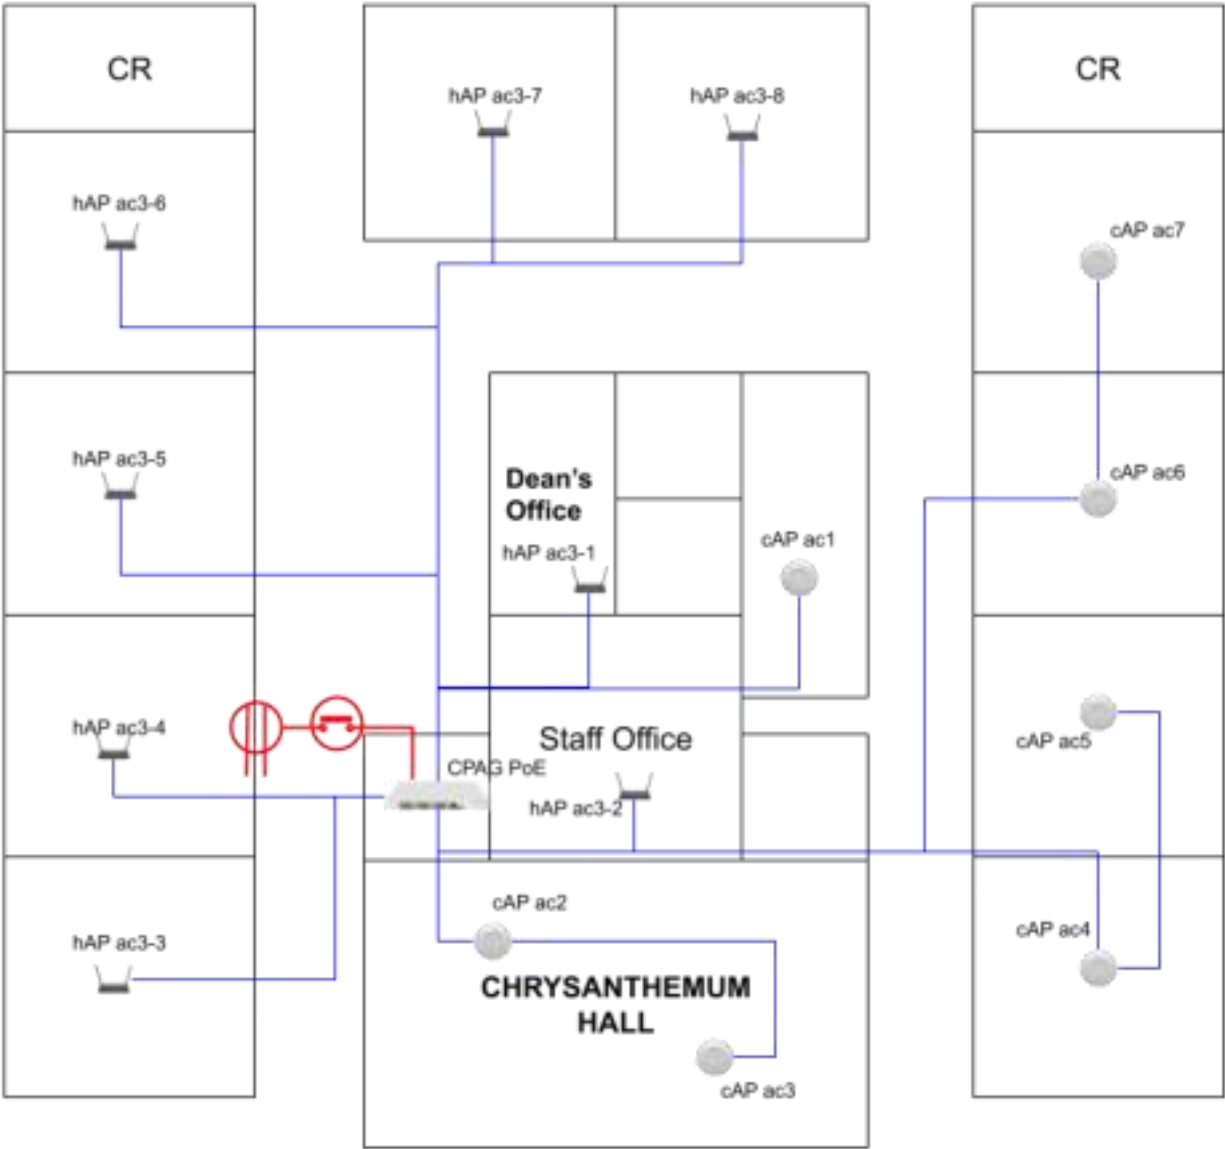 CR
CR
hAP ac3-7
hAP ac3-8
hAP ac3-6
cAP ac7
hAP ac3-5
Dean's
Office
cAP ac6
hAP ac3-1
cAP ac1
hAP ac3-4
Staff Office
cAP ac5
CPAG PoE
hAP ac3-2
cAP ac2
cAP ac4
hAP ac3-3
CHRYSANTHEMUM
HALL
cAP ac3